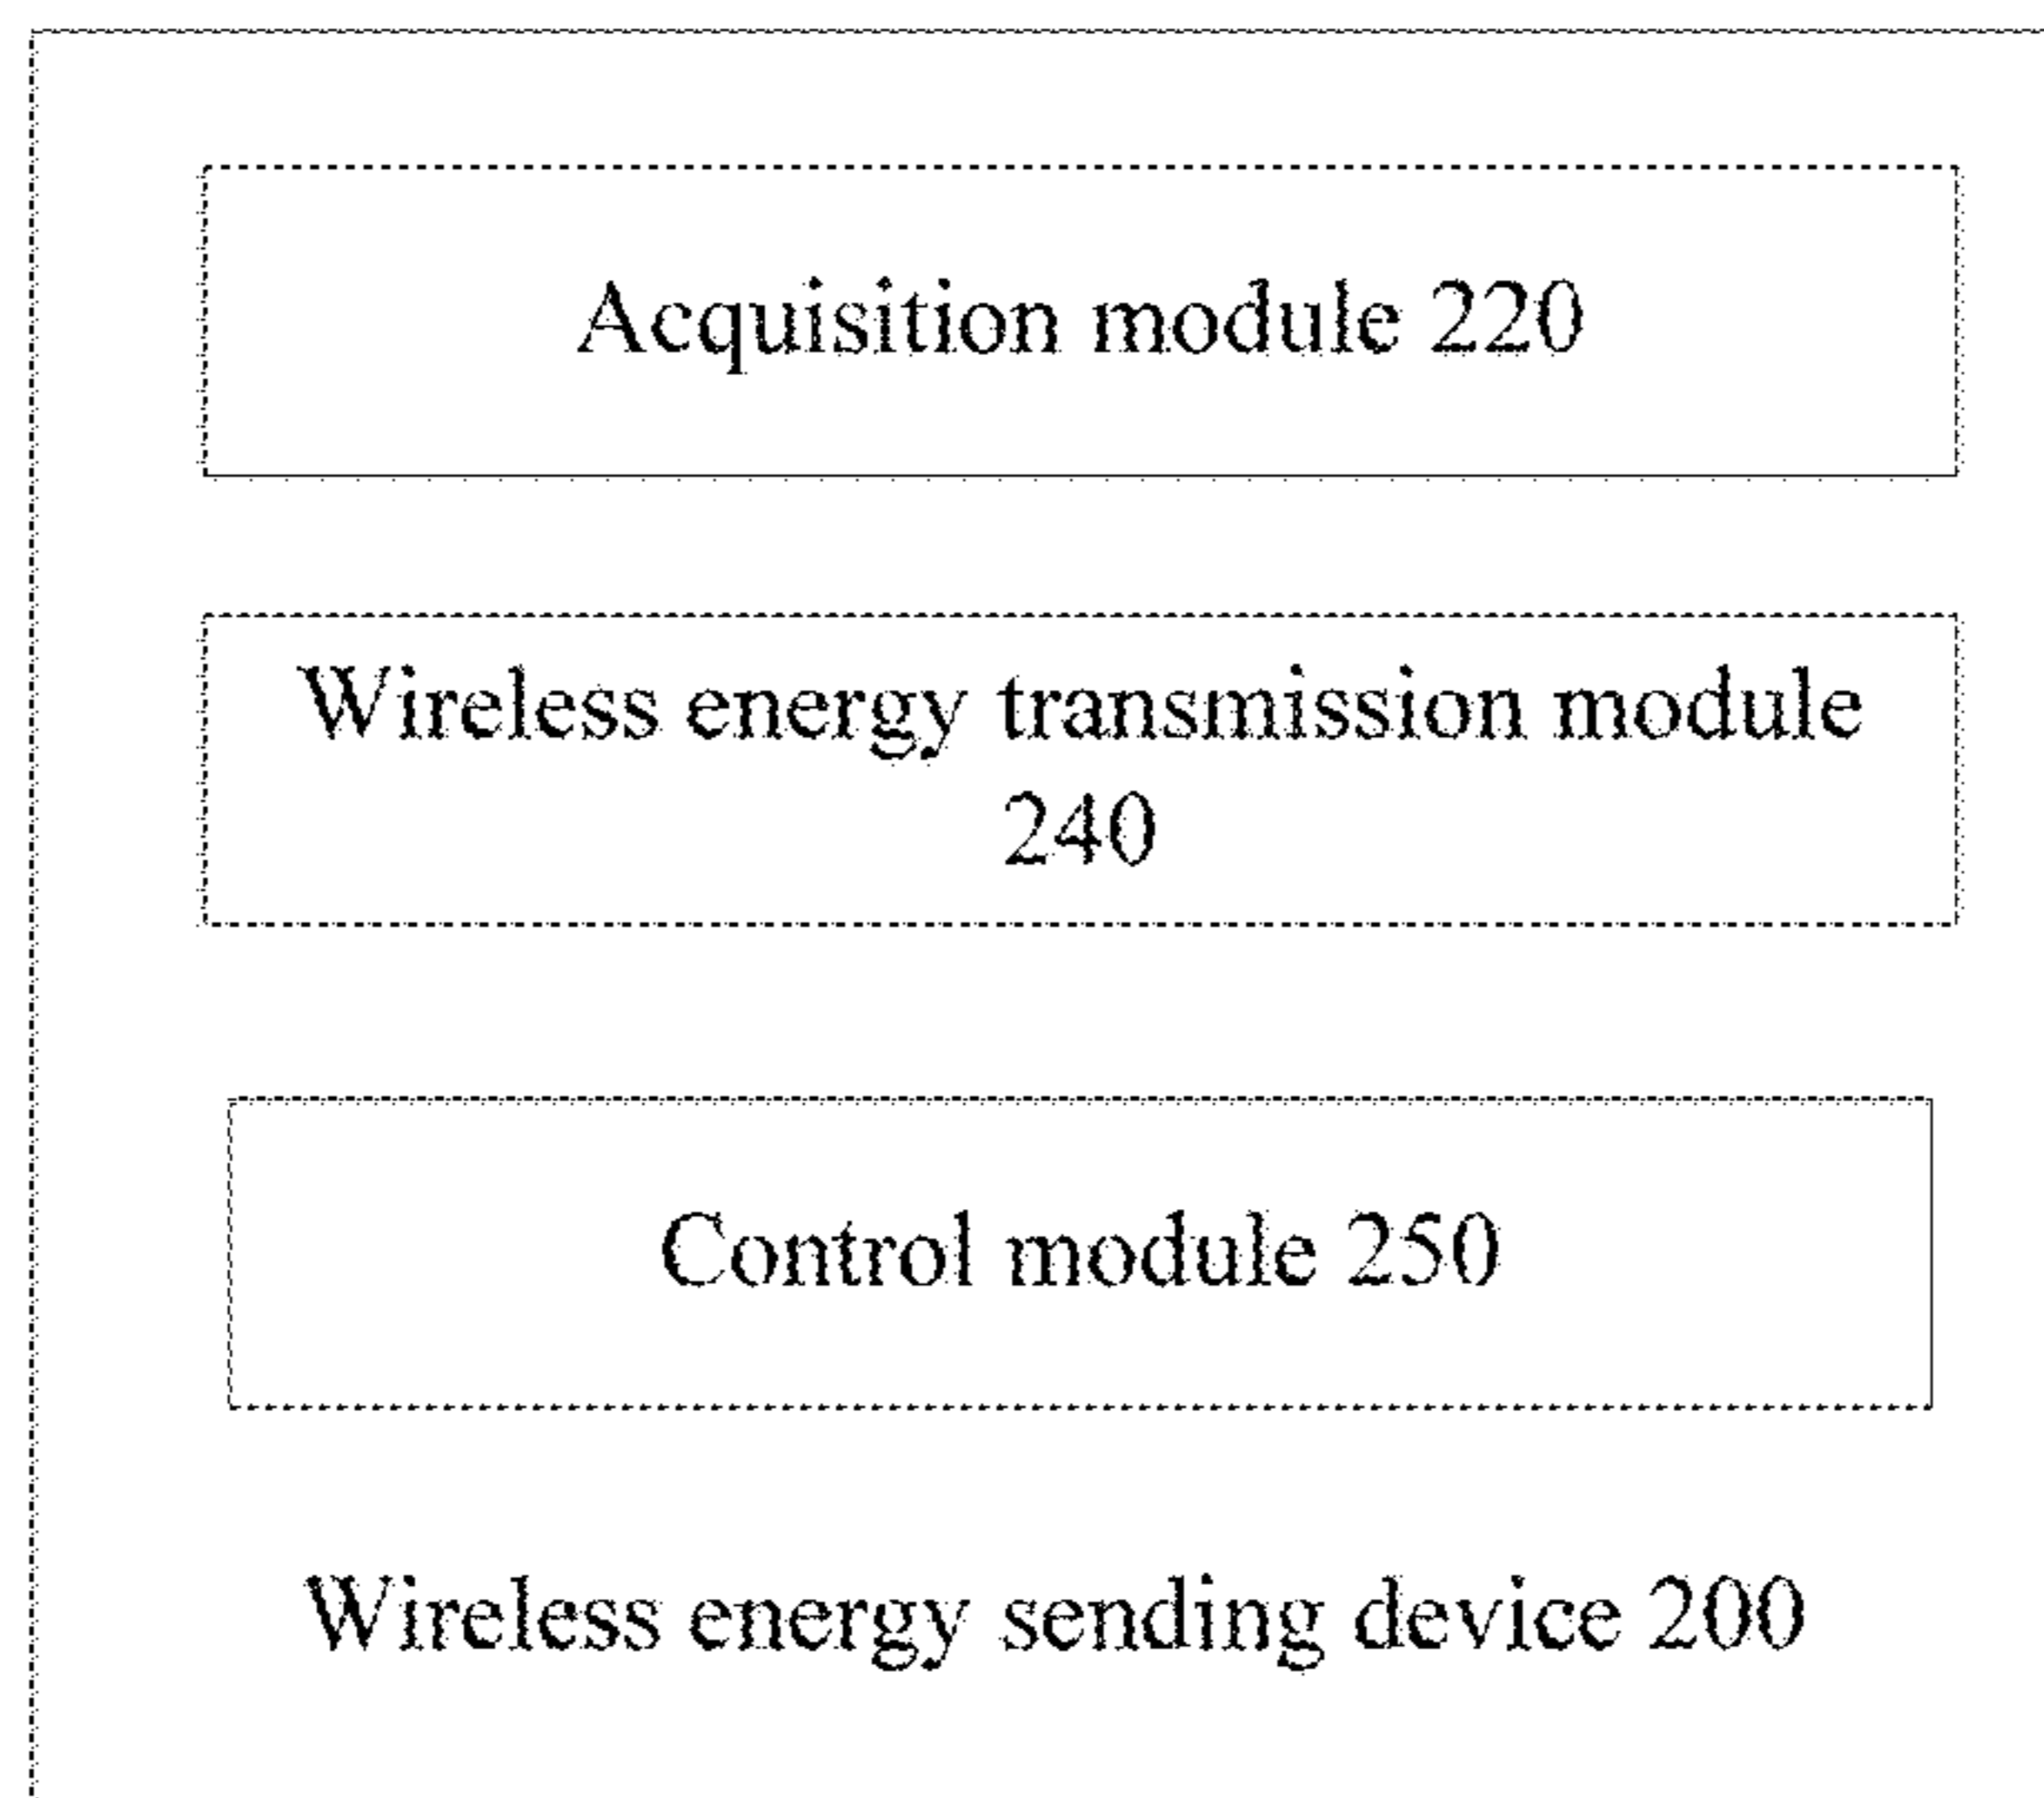 Acquisition module 220
Wireless energy transmission module
240
Control module 250
Wireless energy sending device 200